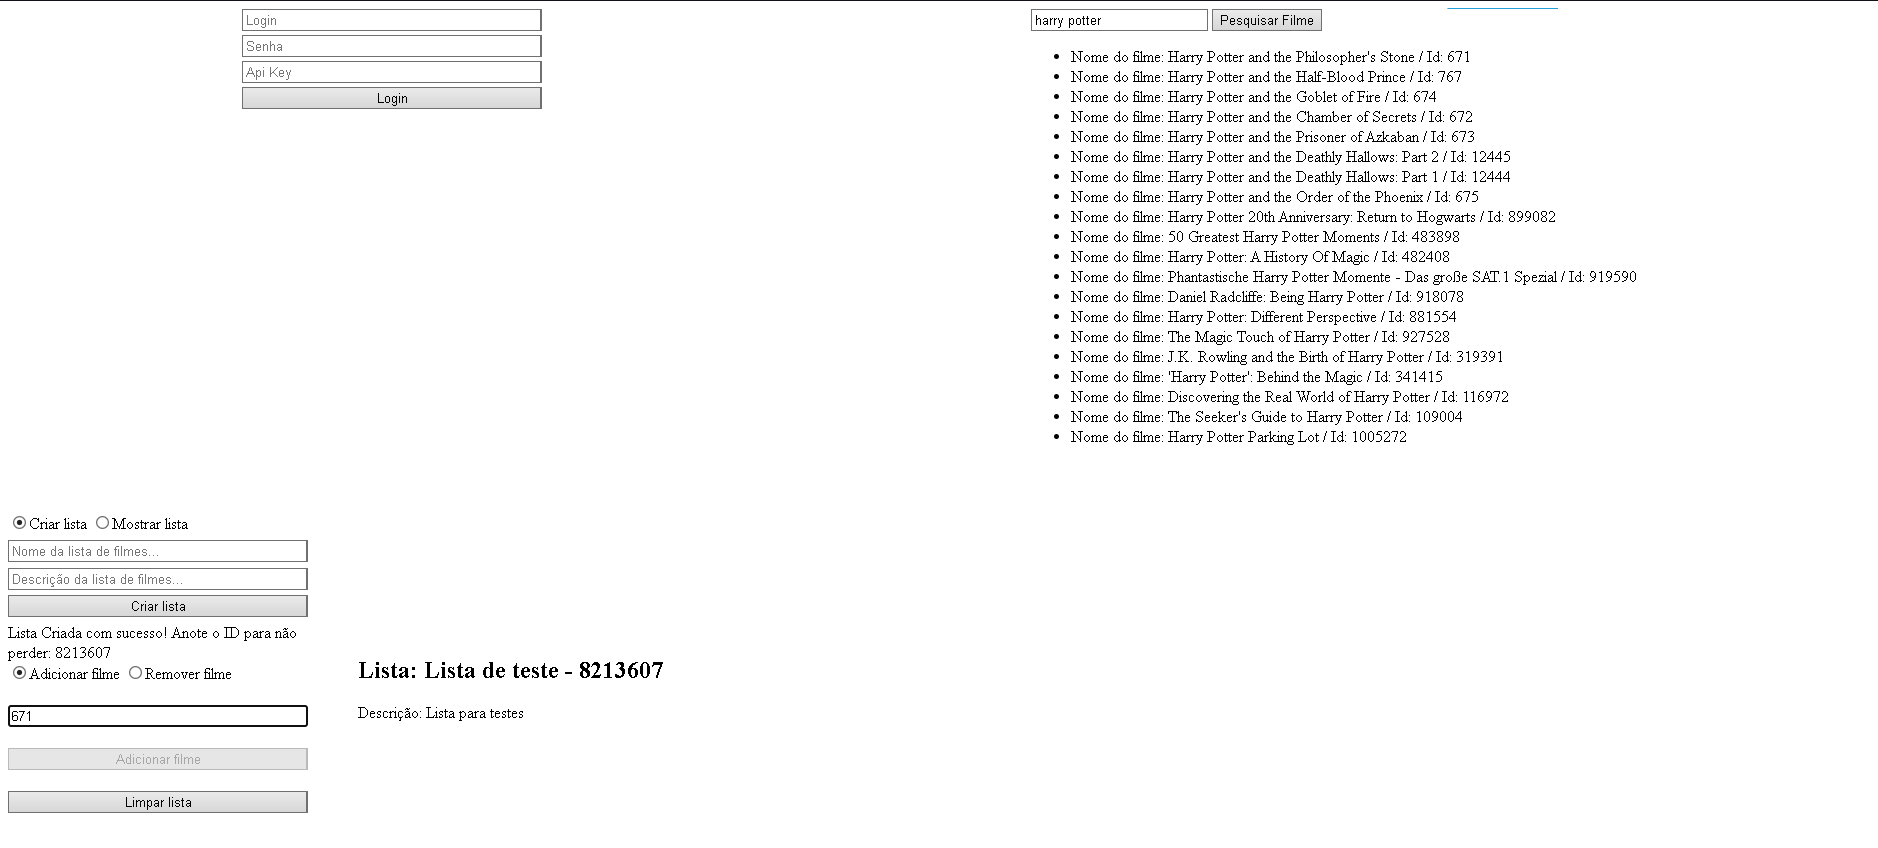 Login
Senha
Api Key
Login
harry potter
Pesquisar Filme
Nome do filme: Harry Potter and the Philosopher's Stone / Id: 671
Nome do filme: Harry Potter and the Half-Blood Prince / Id: 767
Nome do filme: Harry Potter and the Goblet of Fire / Id: 674
Nome do filme: Harry Potter and the Chamber of Secrets / Id: 672
Nome do filme: Harry Potter and the Prisoner of Azkaban / Id: 673
Nome do filme: Harry Potter and the Deathly Hallows: Part 2 / Id: 12445
Nome do filme: Harry Potter and the Deathly Hallows: Part 1 / Id: 12444
Nome do filme: Harry Potter and the Order of the Phoenix / Id: 675
Nome do filme: Harry Potter 20th Anniversary: Return to Hogwarts / Id: 899082
Nome do filme: 50 Greatest Harry Potter Moments / Id: 483898
Nome do filme: Harry Potter: A History Of Magic / Id: 482408
Nome do filme: Phantastische Harry Potter Momente - Das große SAT.1 Spezial / Id: 919590
Nome do filme: Daniel Radcliffe: Being Harry Potter / Id: 918078
Nome do filme: Harry Potter: Different Perspective / Id: 881554
Nome do filme: The Magic Touch of Harry Potter / Id: 927528
Nome do filme: J.K. Rowling and the Birth of Harry Potter / Id: 319391
Nome do filme: 'Harry Potter': Behind the Magic / Id: 341415
Nome do filme: Discovering the Real World of Harry Potter / Id: 116972
Nome do filme: The Seeker's Guide to Harry Potter / Id: 109004
Nome do filme: Harry Potter Parking Lot / Id: 1005272
Criar lista Mostrar lista
Nome da lista de filmes...
Descrição da lista de filmes...
Criar lista
Lista Criada com sucesso! Anote o ID para não
perder: 8213607
Adicionar filme Remover filme
671
Adicionar filme
Limpar lista
Lista: Lista de teste - 8213607
Descrição: Lista para testes